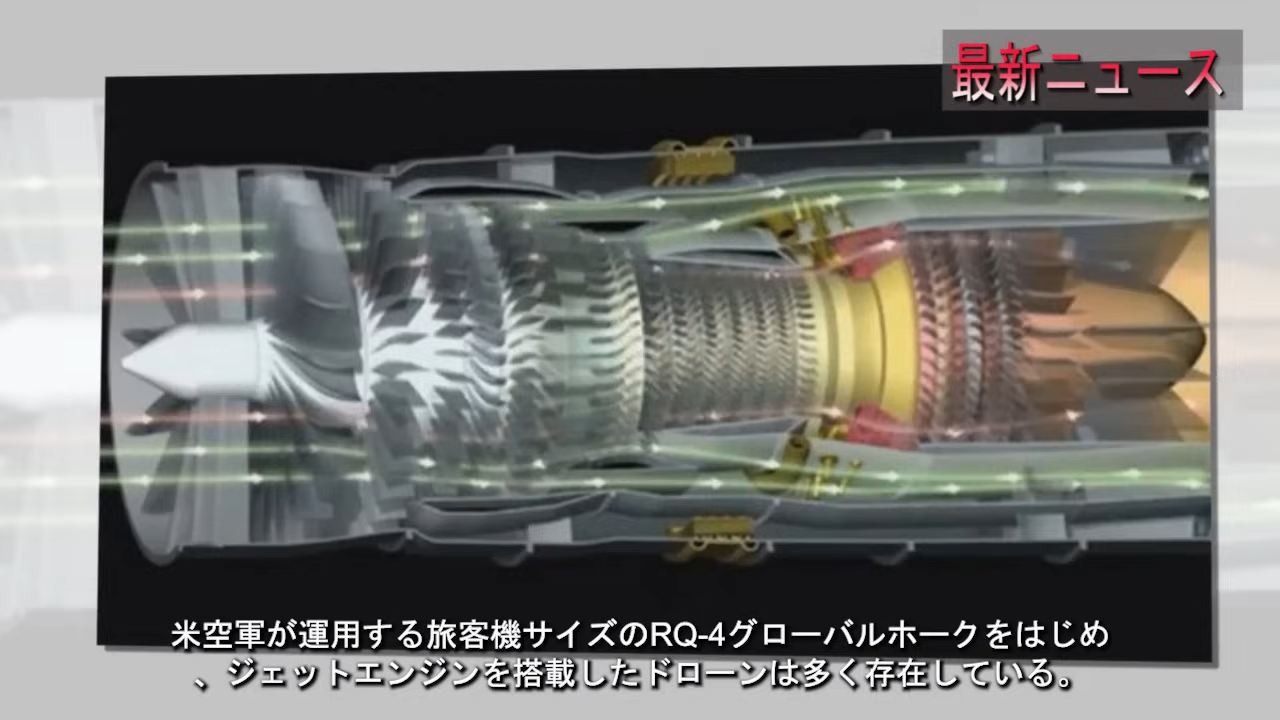 最新ニュース
米空軍が運用する旅客機サイズのRQ-4グローバルホークをはじめ
、ジェットエンジンを搭載したドローンは多く存在している。